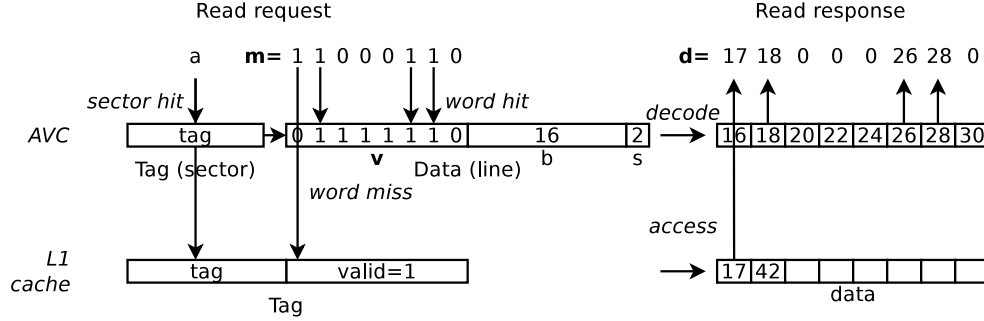 Read request
Read response
a m= 1 1 0 0 0 1 1 0 d= 17 18 0 0 0 26 28 0
sector hit word hit decode
AVC tag 0 1 1 1 1 1 1 0 16 2 16 18 20 22 24 26 28 30
Tag (sector) v Data (line) b s
word miss
access
L1 cache tag valid=1 17 42
Tag data